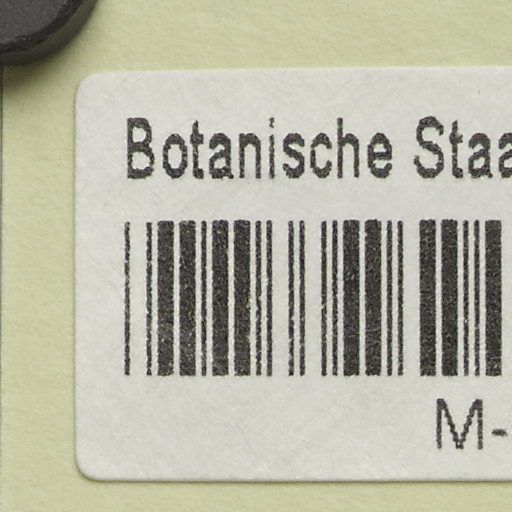 Botanische Staa
M-